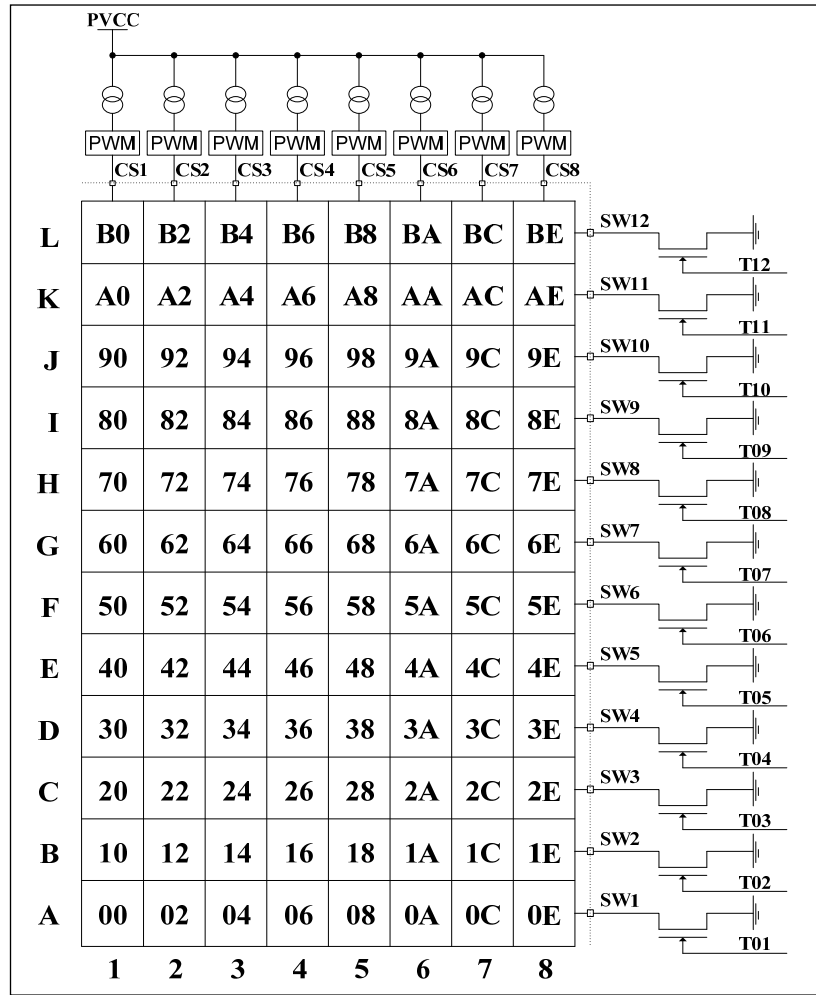 PVCC
PWM PWM PWM PWM PWM PWM PWM PWM
CS1 CS2 CS3 CS4 CS5 CS6 CS7 CS8
L B0 B2 B4 B6 B8 BA BC BE SW12
T12
K A0 A2 A4 A6 A8 AA AC AE SW11
T11
J 90 92 94 96 98 9A 9C 9E SW10
T10
I 80 82 84 86 88 8A 8C 8E SW9
T09
H 70 72 74 76 78 7A 7C 7E SW8
T08
G 60 62 64 66 68 6A 6C 6E SW7
T07
F 50 52 54 56 58 5A 5C 5E SW6
T06
E 40 42 44 46 48 4A 4C 4E SW5
T05
D 30 32 34 36 38 3A 3C 3E SW4
T04
C 20 22 24 26 28 2A 2C 2E SW3
T03
B 10 12 14 16 18 1A 1C 1E SW2
T02
A 00 02 04 06 08 0A 0C 0E SW1
T01
1 2 3 4 5 6 7 8